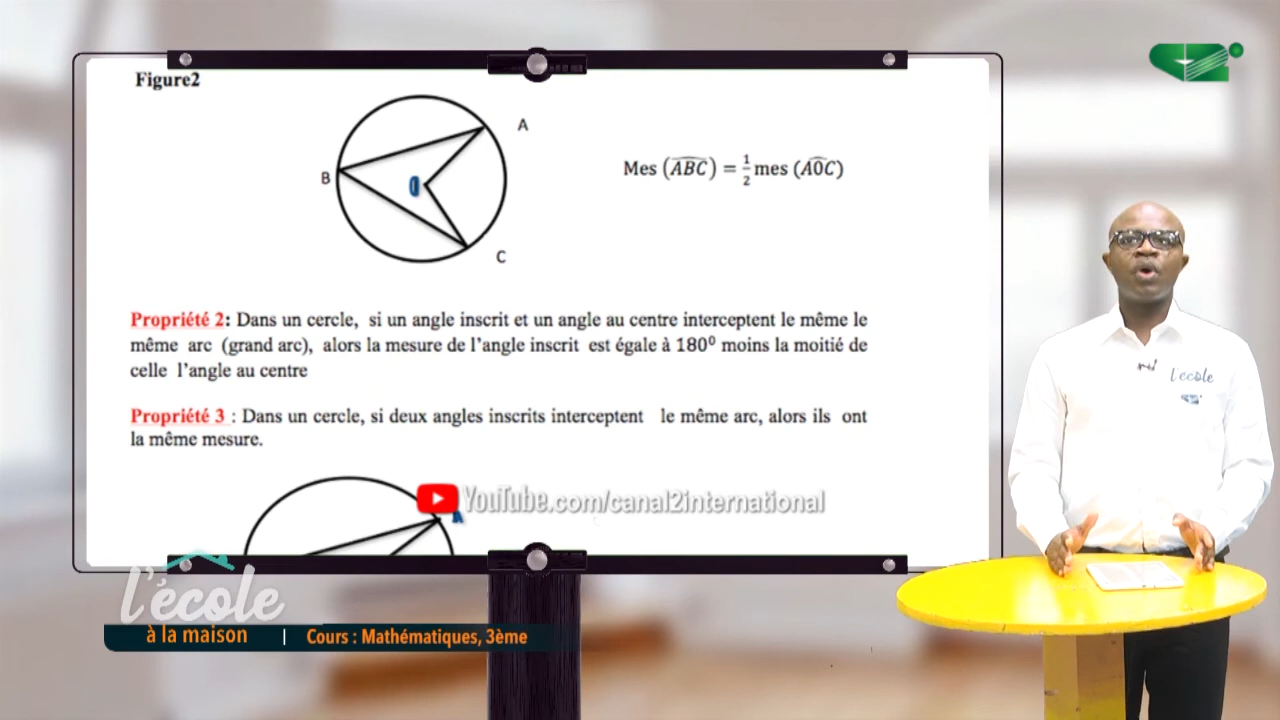 Figure2
A
B
O
C
Mes (ABC) = 1/2 mes (AOC)
Propriété 2: Dans un cercle, si un angle inscrit et un angle au centre interceptent le même le
même arc (grand arc), alors la mesure de l’angle inscrit est égale à 180⁰ moins la moitié de
celle l’angle au centre
Propriété 3 : Dans un cercle, si deux angles inscrits interceptent le même arc, alors ils ont
la même mesure.
A
YouTube.com/canal2international
l'école
l'école
à la maison | Cours : Mathématiques, 3ème